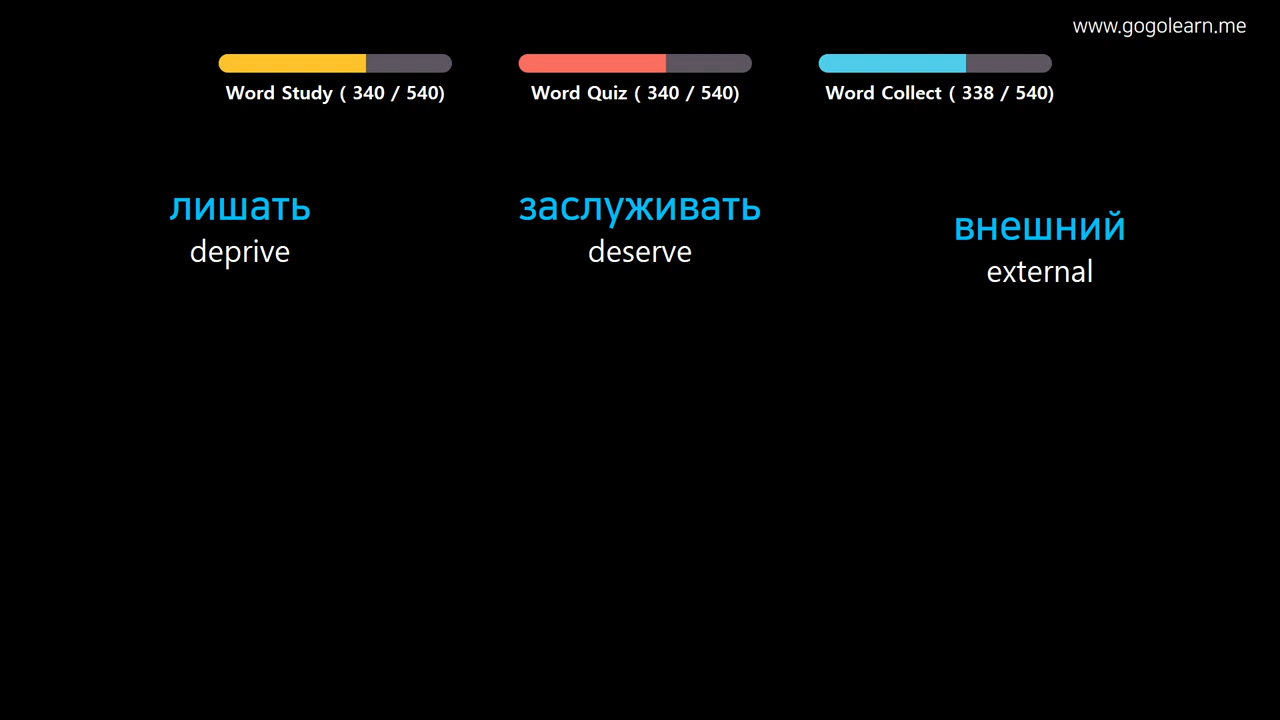 www.gogolearn.me
Word Study ( 340 / 540)
Word Quiz ( 340 / 540)
Word Collect ( 338 / 540)
лишать
deprive
заслуживать
deserve
внешний
external